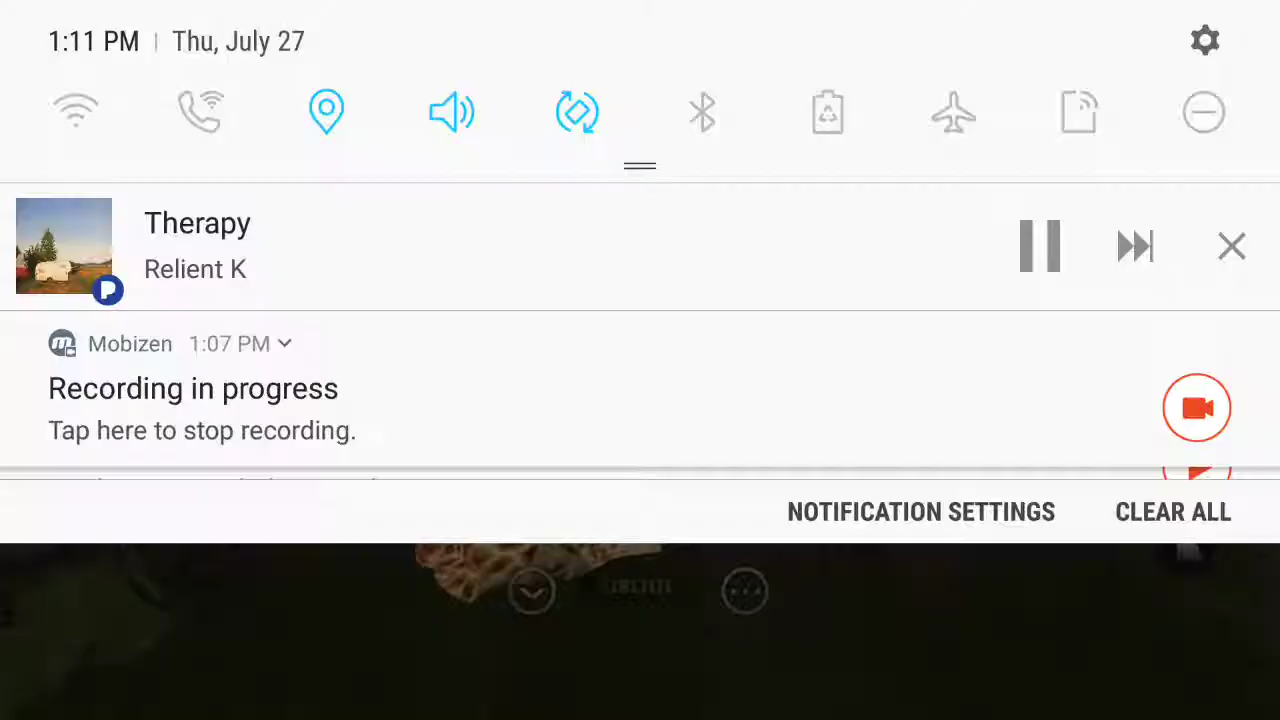 1:11 PM | Thu, July 27
Therapy
Relient K
Mobizen 1:07 PM
Recording in progress
Tap here to stop recording.
NOTIFICATION SETTINGS CLEAR ALL